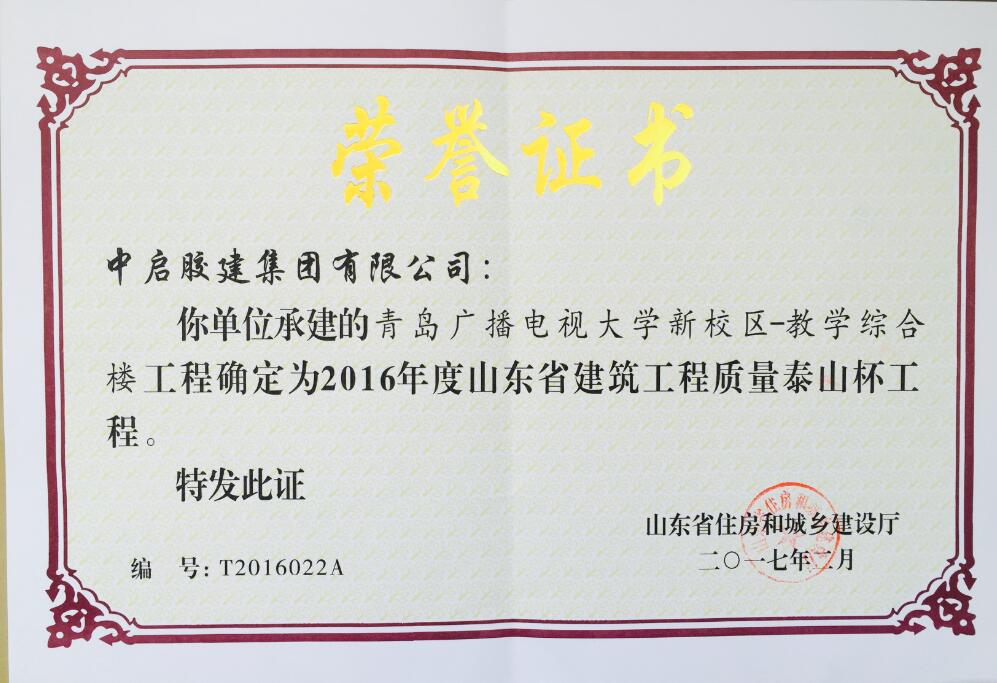 荣誉证书
中启胶建集团有限公司：
你单位承建的青岛广播电视大学新校区-教学综合
楼工程确定为2016年度山东省建筑工程质量泰山杯工
程。
特发此证
山东省住房和城乡建设厅
二〇一七年二月
编 号：T2016022A